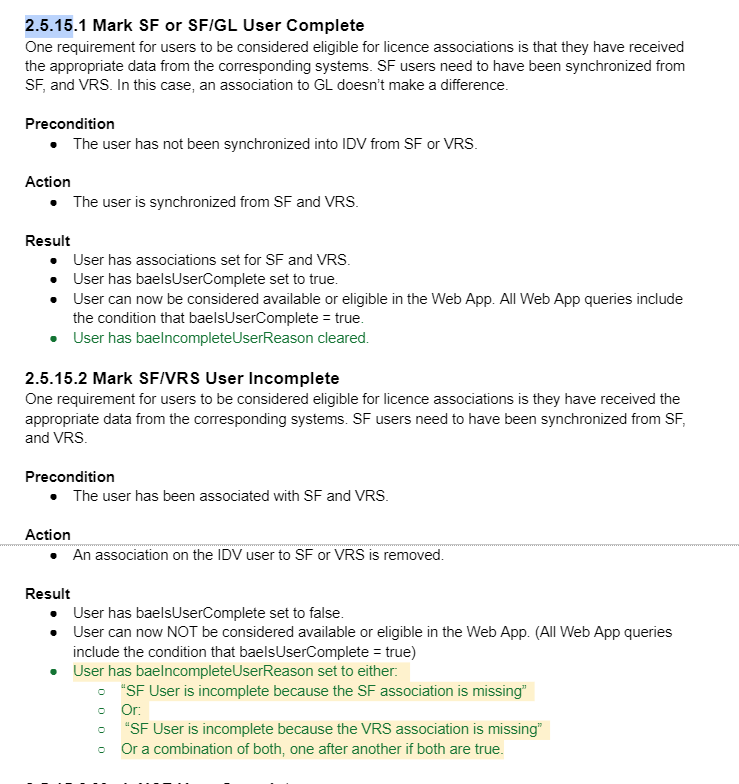 2.5.15.1 Mark SF or SF/GL User Complete
One requirement for users to be considered eligible for licence associations is that they have received
the appropriate data from the corresponding systems. SF users need to have been synchronized from
SF, and VRS. In this case, an association to GL doesn't make a difference.
Precondition
● The user has not been synchronized into IDV from SF or VRS.
Action
● The user is synchronized from SF and VRS.
Result
● User has associations set for SF and VRS.
● User has baeIsUserComplete set to true.
● User can now be considered available or eligible in the Web App. All Web App queries include
the condition that baeIsUserComplete = true.
● User has baeIncompleteUserReason cleared.
2.5.15.2 Mark SF/VRS User Incomplete
One requirement for users to be considered eligible for licence associations is they have received the
appropriate data from the corresponding systems. SF users need to have been synchronized from SF,
and VRS.
Precondition
● The user has been associated with SF and VRS.
Action
● An association on the IDV user to SF or VRS is removed.
Result
● User has baeIsUserComplete set to false.
● User can now NOT be considered available or eligible in the Web App. (All Web App queries
include the condition that baeIsUserComplete = true)
● User has baeIncompleteUserReason set to either:
○ "SF User is incomplete because the SF association is missing"
○ Or:
○ "SF User is incomplete because the VRS association is missing"
○ Or a combination of both, one after another if both are true.